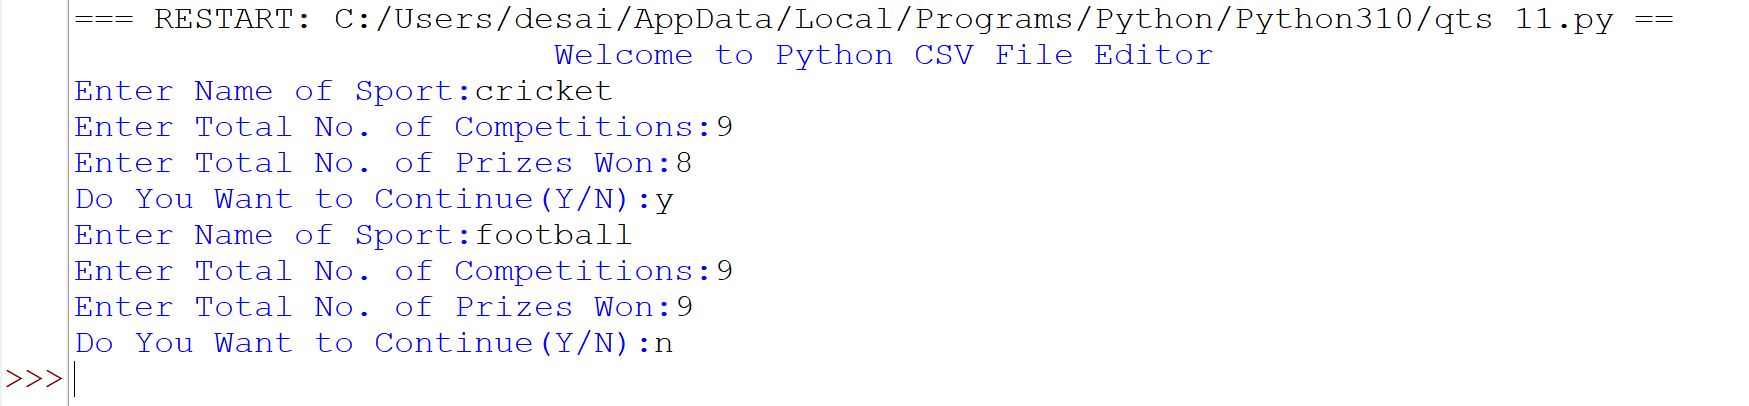 === RESTART: C:/Users/desai/AppData/Local/Programs/Python/Python310/qts 11.py ==
Welcome to Python CSV File Editor
Enter Name of Sport:cricket
Enter Total No. of Competitions:9
Enter Total No. of Prizes Won:8
Do You Want to Continue(Y/N):y
Enter Name of Sport:football
Enter Total No. of Competitions:9
Enter Total No. of Prizes Won:9
Do You Want to Continue(Y/N):n
>>>